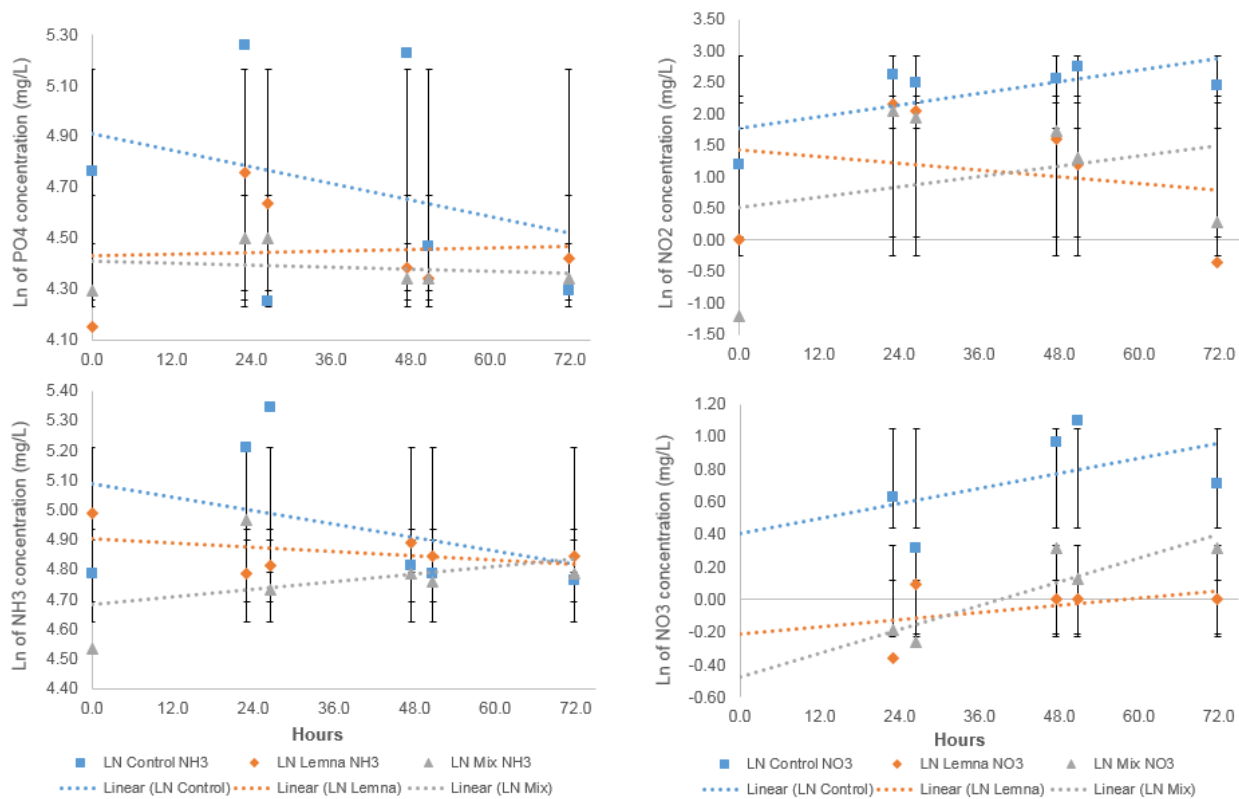 Ln of PO4 concentration (mg/L)
5.30
5.10
4.90
4.70
4.50
4.30
4.10
0.0 12.0 24.0 36.0 48.0 60.0 72.0
Ln of NO2 concentration (mg/L)
3.50
3.00
2.50
2.00
1.50
1.00
0.50
0.00
-0.50
-1.00
-1.50
0.0 12.0 24.0 36.0 48.0 60.0 72.0
Ln of NH3 concentration (mg/L)
5.40
5.30
5.20
5.10
5.00
4.90
4.80
4.70
4.60
4.50
4.40
0.0 12.0 24.0 36.0 48.0 60.0 72.0
Hours
LN Control NH3 LN Lemna NH3 LN Mix NH3
Linear (LN Control) Linear (LN Lemna) Linear (LN Mix)
Ln of NO3 concentration (mg/L)
1.20
1.00
0.80
0.60
0.40
0.20
0.00
-0.20
-0.40
-0.60
0.0 12.0 24.0 36.0 48.0 60.0 72.0
Hours
LN Control NO3 LN Lemna NO3 LN Mix NO3
Linear (LN Control) Linear (LN Lemna) Linear (LN Mix)